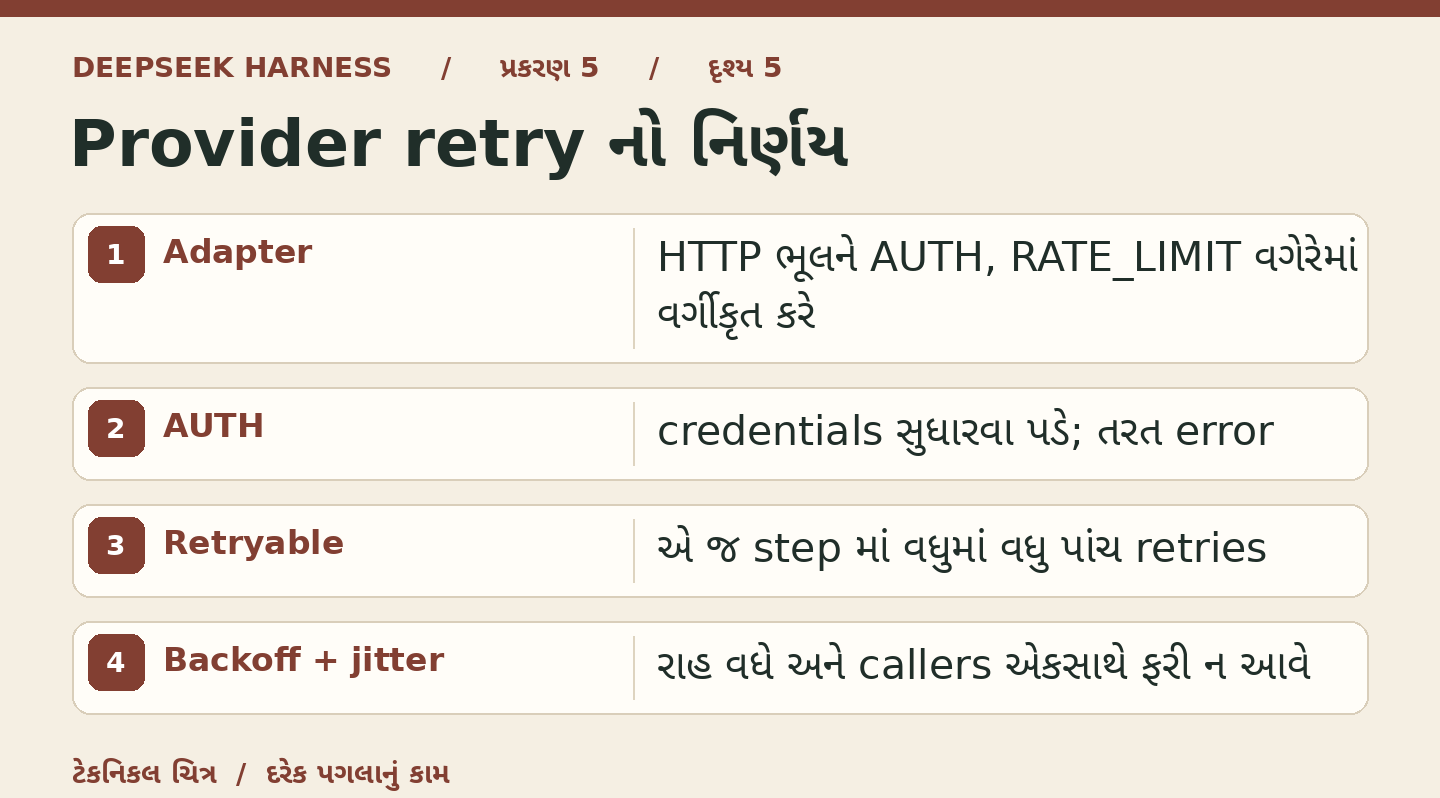 DEEPSEEK HARNESS / પ્રકરણ 5 / દૃશ્ય 5
Provider retry નો નિર્ણય
1 Adapter
HTTP ભૂલને AUTH, RATE_LIMIT વગેરેમાં
વર્ગીકૃત કરે
2 AUTH
credentials સુધારવા પડે; તરત error
3 Retryable
એ જ step માં વધુમાં વધુ પાંચ retries
4 Backoff + jitter
રાહ વધે અને callers એકસાથે ફરી ન આવે
ટેકનિકલ ચિત્ર / દરેક પગલાનું કામ